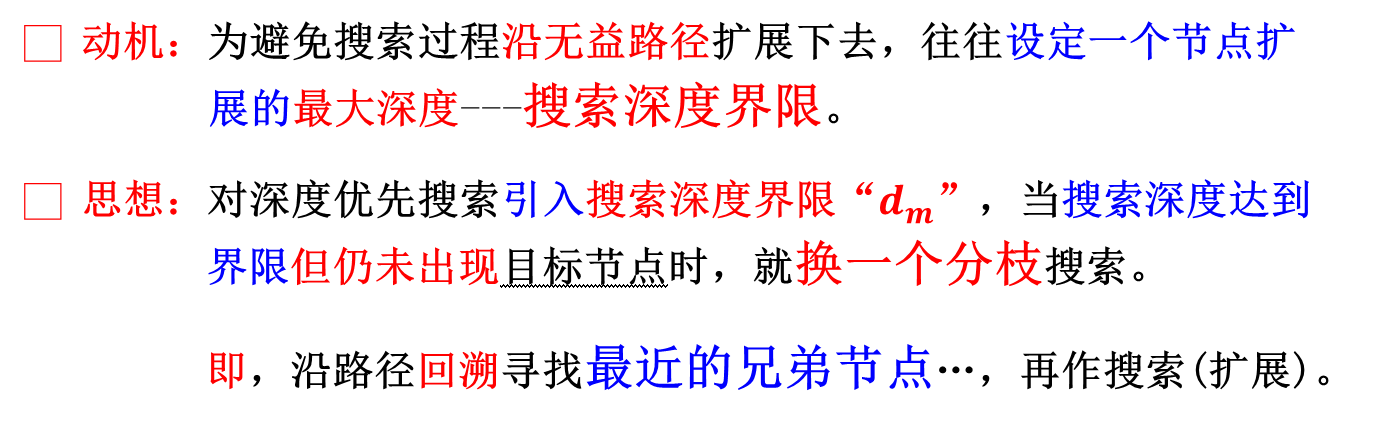 □ 动机：为避免搜索过程沿无益路径扩展下去，往往设定一个节点扩
展的最大深度---搜索深度界限。
□ 思想：对深度优先搜索引入搜索深度界限“dₘ”，当搜索深度达到
界限但仍未出现目标节点时，就换一个分枝搜索。
即，沿路径回溯寻找最近的兄弟节点…，再作搜索(扩展)。